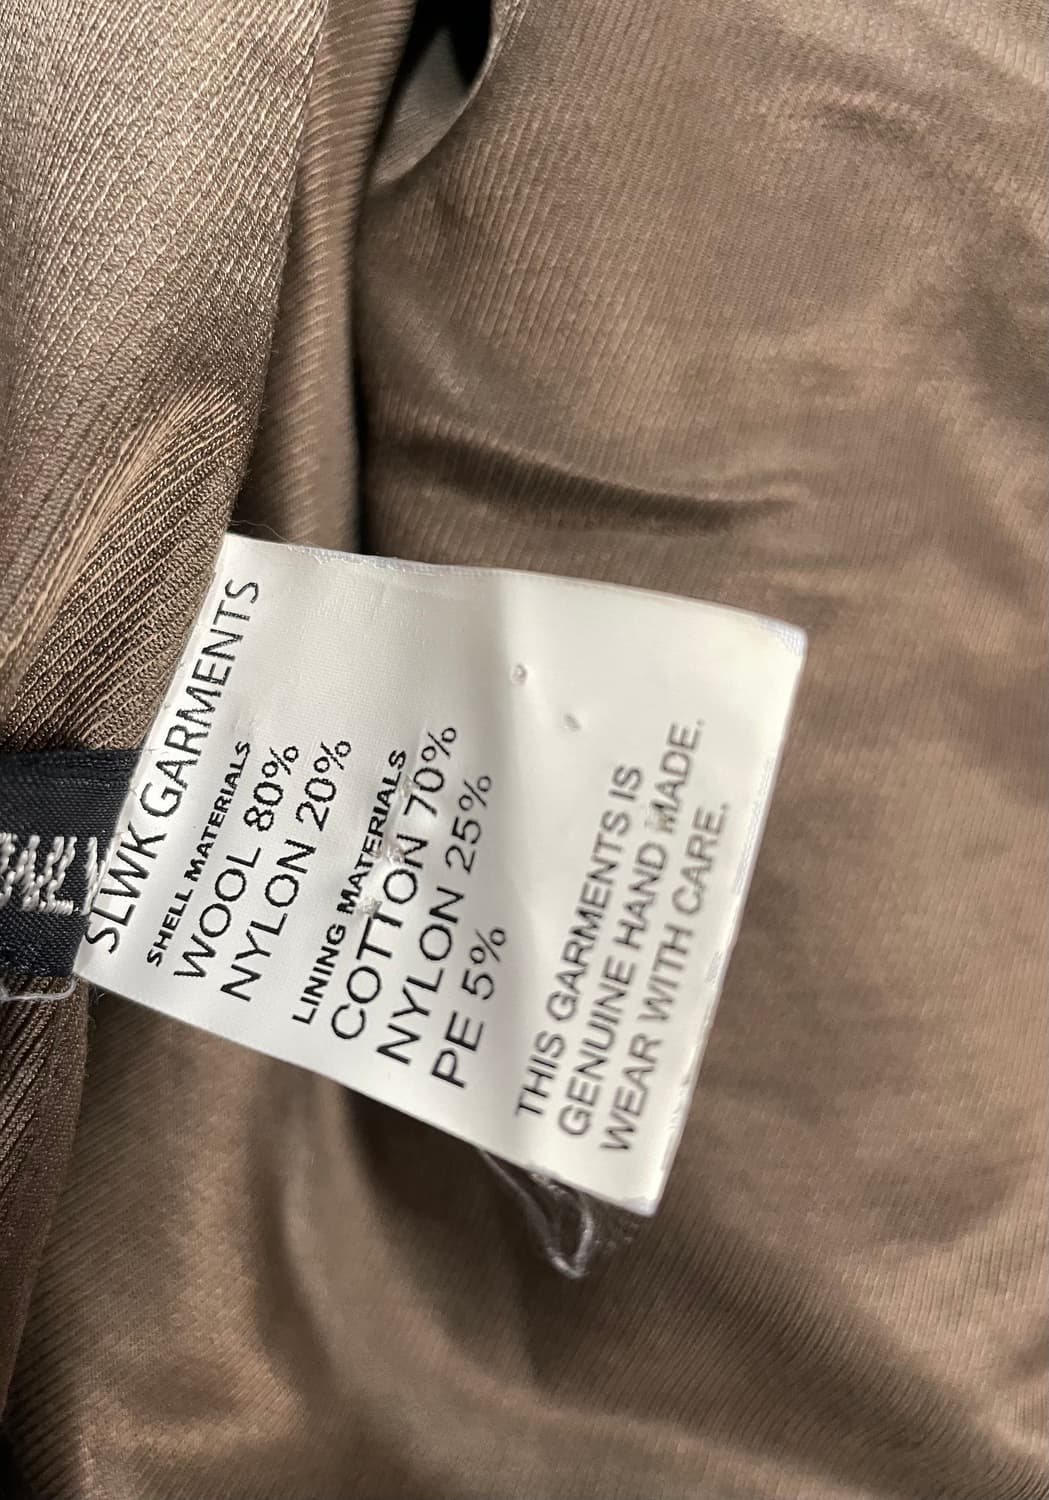 SLWK GARMENTS
SHELL MATERIALS
WOOL 80%
NYLON 20%
LINING MATERIALS
COTTON 70%
NYLON 25%
PE 5%
THIS GARMENTS IS
GENUINE HAND MADE.
WEAR WITH CARE.